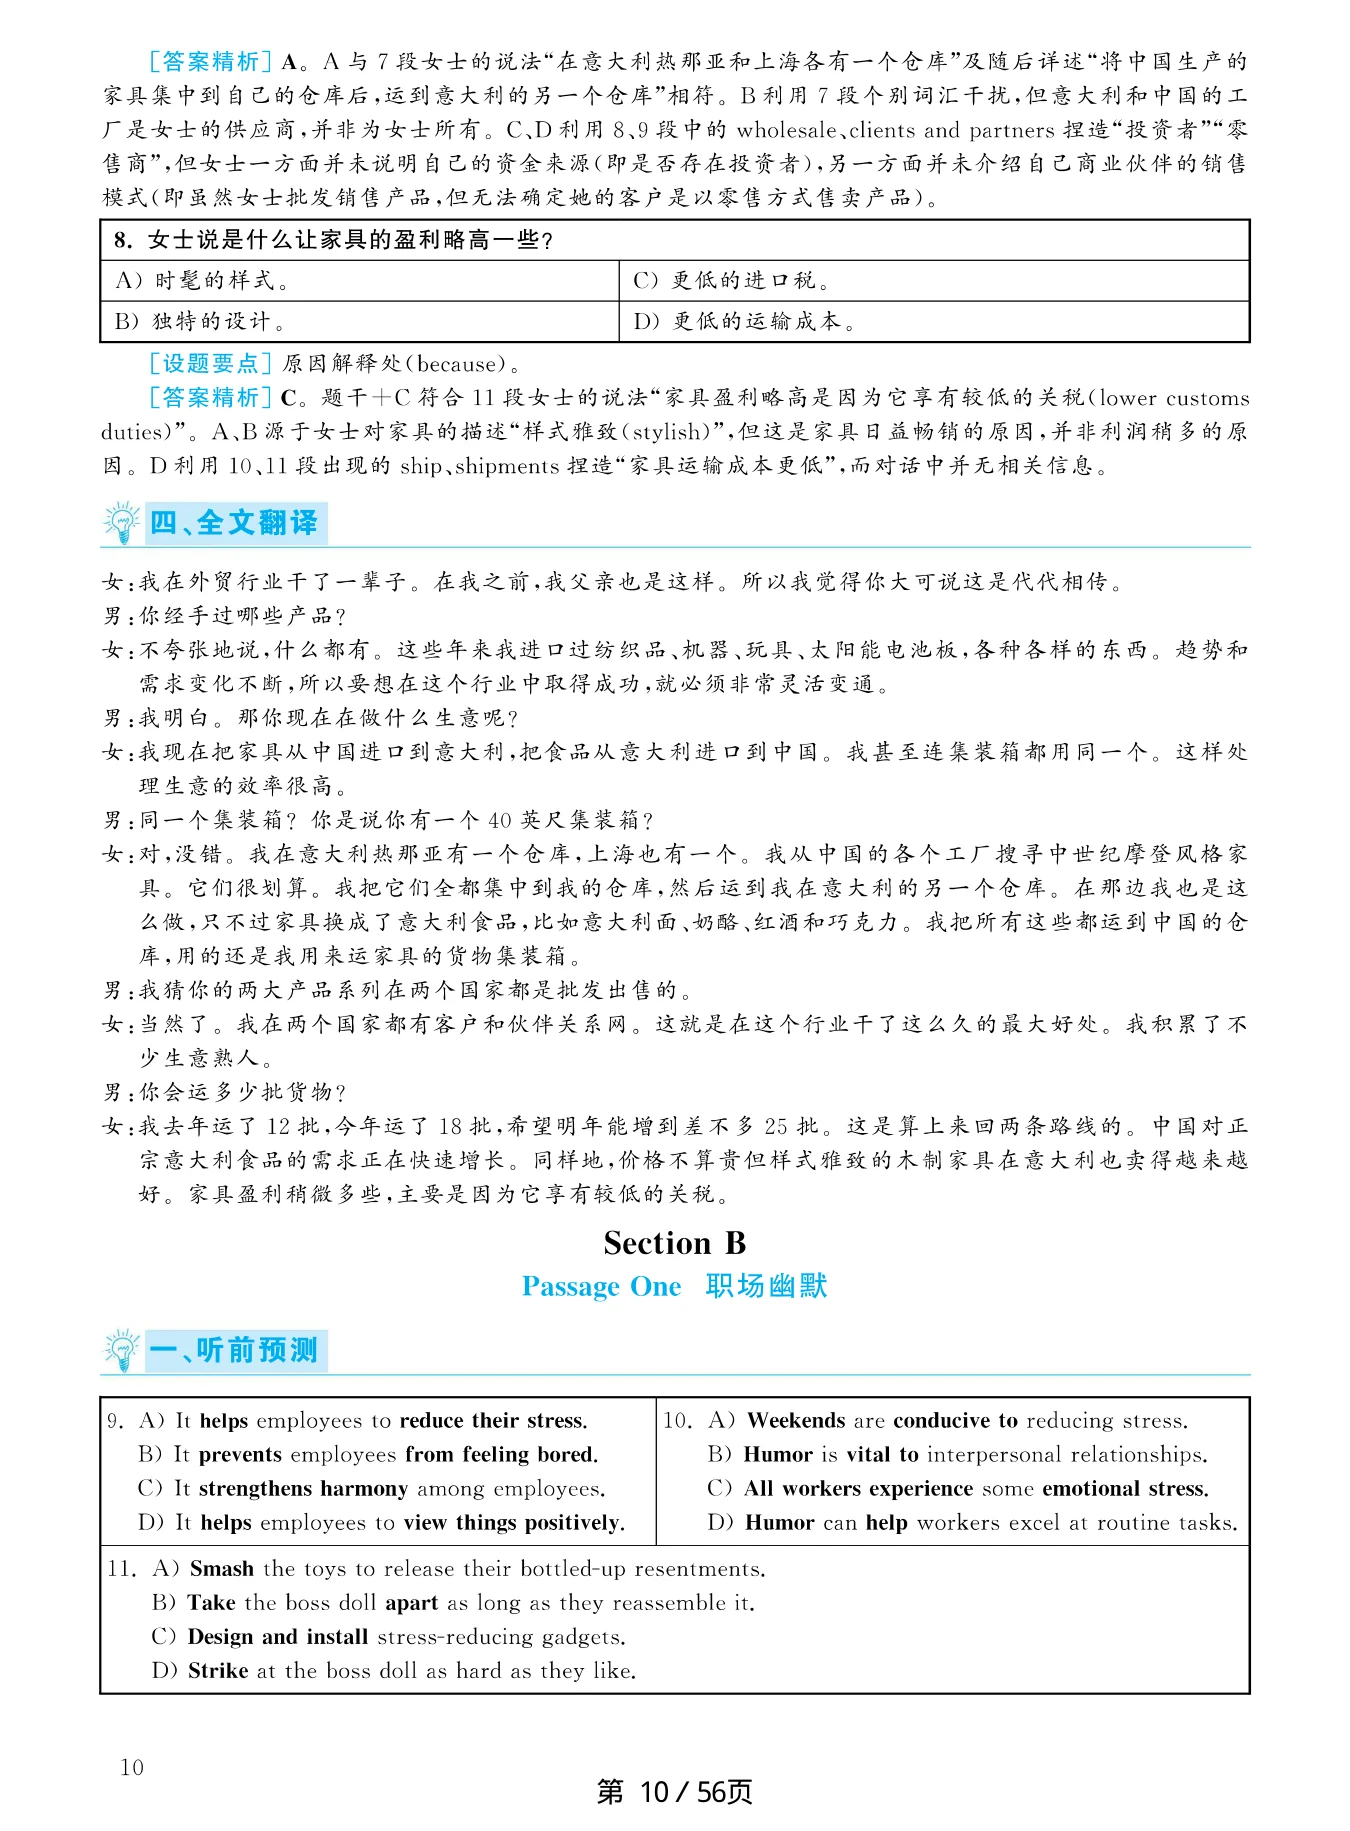 [答案精析] A。A 与 7 段女士的说法“在意大利热那亚和上海各有一个仓库”及随后详述“将中国生产的
家具集中到自己的仓库后,运到意大利的另一个仓库”相符。B 利用 7 段个别词汇干扰,但意大利和中国的工
厂是女士的供应商,并非为女士所有。C、D 利用 8、9 段中的 wholesale、clients and partners 捏造“投资者”“零
售商”,但女士一方面并未说明自己的资金来源(即是否存在投资者),另一方面并未介绍自己商业伙伴的销售
模式(即虽然女士批发销售产品,但无法确定她的客户是以零售方式售卖产品)。
8. 女士说是什么让家具的盈利略高一些?
A) 时髦的样式。
C) 更低的进口税。
B) 独特的设计。
D) 更低的运输成本。
[设题要点] 原因解释处(because)。
[答案精析] C。题干+C 符合 11 段女士的说法“家具盈利略高是因为它享有较低的关税(lower customs
duties)”。A、B 源于女士对家具的描述“样式雅致(stylish)”,但这是家具日益畅销的原因,并非利润稍多的原
因。D 利用 10、11 段出现的 ship、shipments 捏造“家具运输成本更低”,而对话中并无相关信息。
四、全文翻译
女:我在外贸行业干了一辈子。在我之前,我父亲也是这样。所以我觉得你大可说这是代代相传。
男:你经手过哪些产品?
女:不夸张地说,什么都有。这些年来我进口过纺织品、机器、玩具、太阳能电池板,各种各样的东西。趋势和
需求变化不断,所以要想在这个行业中取得成功,就必须非常灵活变通。
男:我明白。那你现在在做什么生意呢?
女:我现在把家具从中国进口到意大利,把食品从意大利进口到中国。我甚至连集装箱都用同一个。这样处
理生意的效率很高。
男:同一个集装箱? 你是说你有一个 40 英尺集装箱?
女:对,没错。我在意大利热那亚有一个仓库,上海也有一个。我从中国的各个工厂搜寻中世纪摩登风格家
具。它们很划算。我把它们全都集中到我的仓库,然后运到我在意大利的另一个仓库。在那边我也是这
么做,只不过家具换成了意大利食品,比如意大利面、奶酪、红酒和巧克力。我把所有这些都运到中国的仓
库,用的还是我用来运家具的货物集装箱。
男:我猜你的两大产品系列在两个国家都是批发出售的。
女:当然了。我在两个国家都有客户和伙伴关系网。这就是在这个行业干了这么久的最大好处。我积累了不
少生意熟人。
男:你会运多少批货物?
女:我去年运了 12 批,今年运了 18 批,希望明年能增到差不多 25 批。这是算上来回两条路线的。中国对正
宗意大利食品的需求正在快速增长。同样地,价格不算贵但样式雅致的木制家具在意大利也卖得越来越
好。家具盈利稍微多些,主要是因为它享有较低的关税。
Section B
Passage One 职场幽默
一、听前预测
9. A) It helps employees to reduce their stress.
B) It prevents employees from feeling bored.
C) It strengthens harmony among employees.
D) It helps employees to view things positively.
10. A) Weekends are conducive to reducing stress.
B) Humor is vital to interpersonal relationships.
C) All workers experience some emotional stress.
D) Humor can help workers excel at routine tasks.
11. A) Smash the toys to release their bottled-up resentments.
B) Take the boss doll apart as long as they reassemble it.
C) Design and install stress-reducing gadgets.
D) Strike at the boss doll as hard as they like.
10
第 10 / 56页